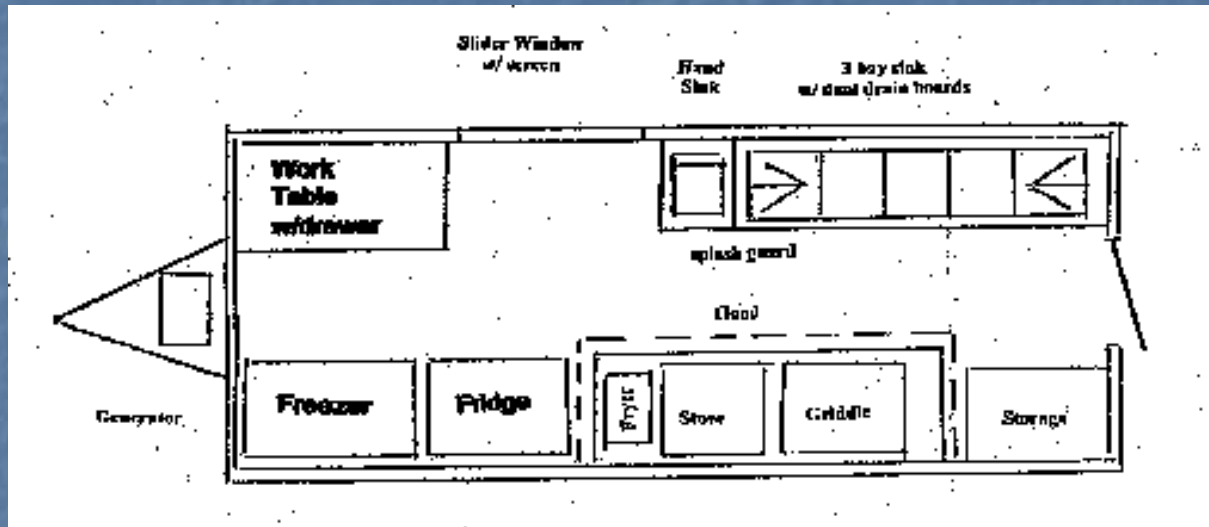 Slider Window
w/ screen
Hand
Sink
3 bay sink
w/ dual drain boards
Work
Table
w/drawer
splash guard
Hood
Freezer
Fridge
Fryer
Stove
Griddle
Storage
Generator